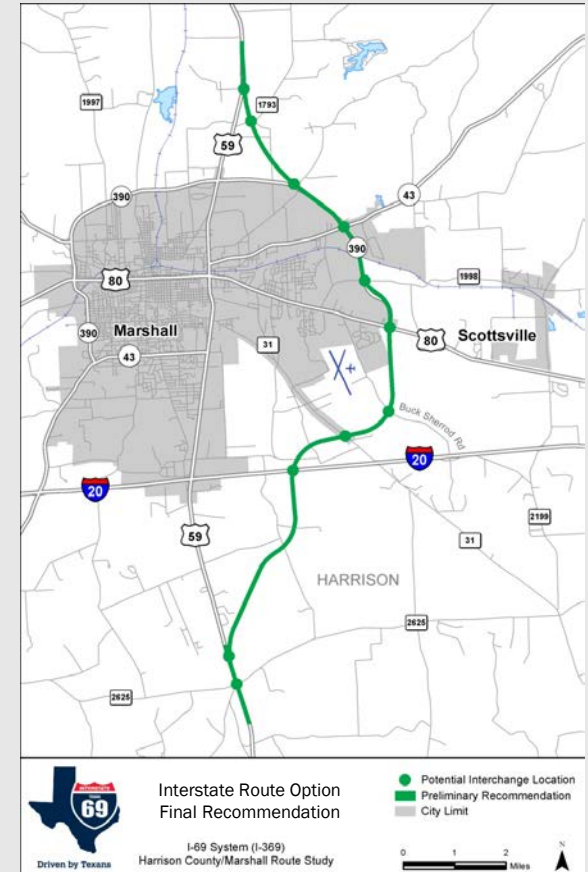 1997
1793
59
390
43
390
80
1998
Marshall
31
80
Scottsville
390
43
Buck Sherrod Rd
20
20
2199
59
31
HARRISON
2625
2625
INTERSTATE
TEXAS
69
Driven by Texans
Interstate Route Option
Final Recommendation
I-69 System (I-369)
Harrison County/Marshall Route Study
Potential Interchange Location
Preliminary Recommendation
City Limit
0 1 2
Miles
N